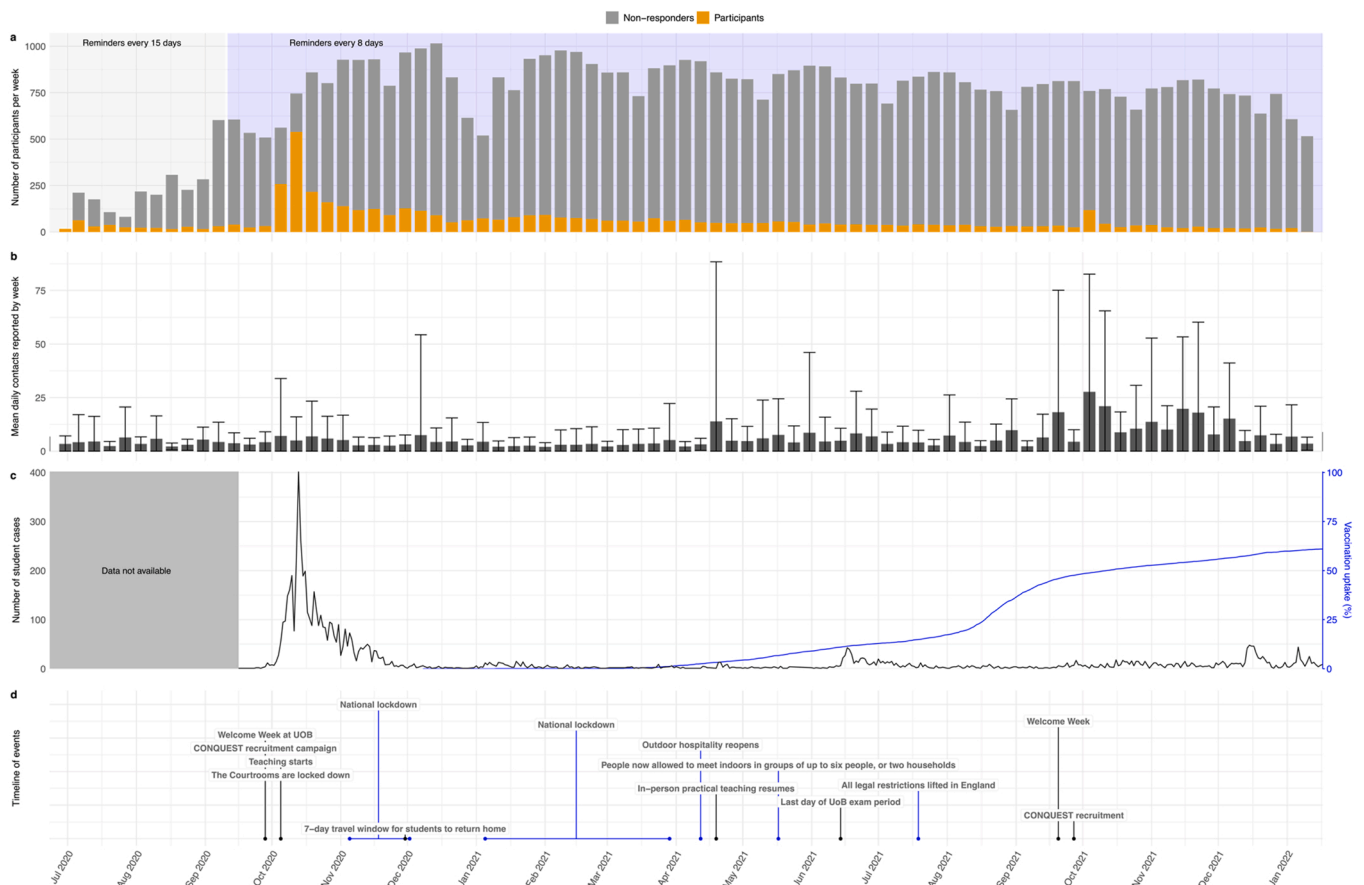 Non-responders Participants
a
Reminders every 15 days Reminders every 8 days
Number of participants per week
1000
750
500
250
0
b
Mean daily contacts reported by week
75
50
25
0
c
Number of student cases
400
300
200
100
0
Data not available
100
75
50
25
0
Vaccination uptake (%)
d
Timeline of events
National lockdown
Welcome Week at UOB
CONQUEST recruitment campaign
Teaching starts
The Courtrooms are locked down
7-day travel window for students to return home
National lockdown
Outdoor hospitality reopens
People now allowed to meet indoors in groups of up to six people, or two households
In-person practical teaching resumes
Last day of UoB exam period
All legal restrictions lifted in England
Welcome Week
CONQUEST recruitment
Jul 2020
Aug 2020
Sep 2020
Oct 2020
Nov 2020
Dec 2020
Jan 2021
Feb 2021
Mar 2021
Apr 2021
May 2021
Jun 2021
Jul 2021
Aug 2021
Sep 2021
Oct 2021
Nov 2021
Dec 2021
Jan 2022